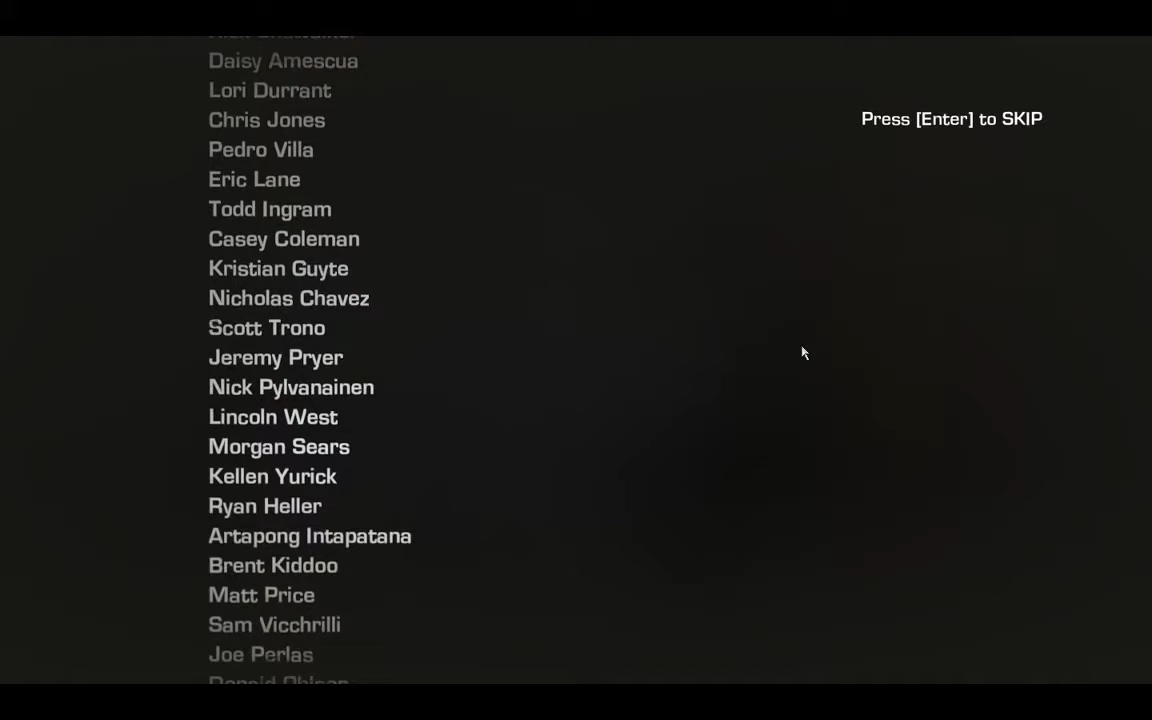 Daisy Amescua
Lori Durrant
Press [Enter] to SKIP
Chris Jones
Pedro Villa
Eric Lane
Todd Ingram
Casey Coleman
Kristian Guyte
Nicholas Chavez
Scott Trono
Jeremy Pryer
Nick Pylvanainen
Lincoln West
Morgan Sears
Kellen Yurick
Ryan Heller
Artapong Intapatana
Brent Kiddoo
Matt Price
Sam Vicchrilli
Joe Perlas